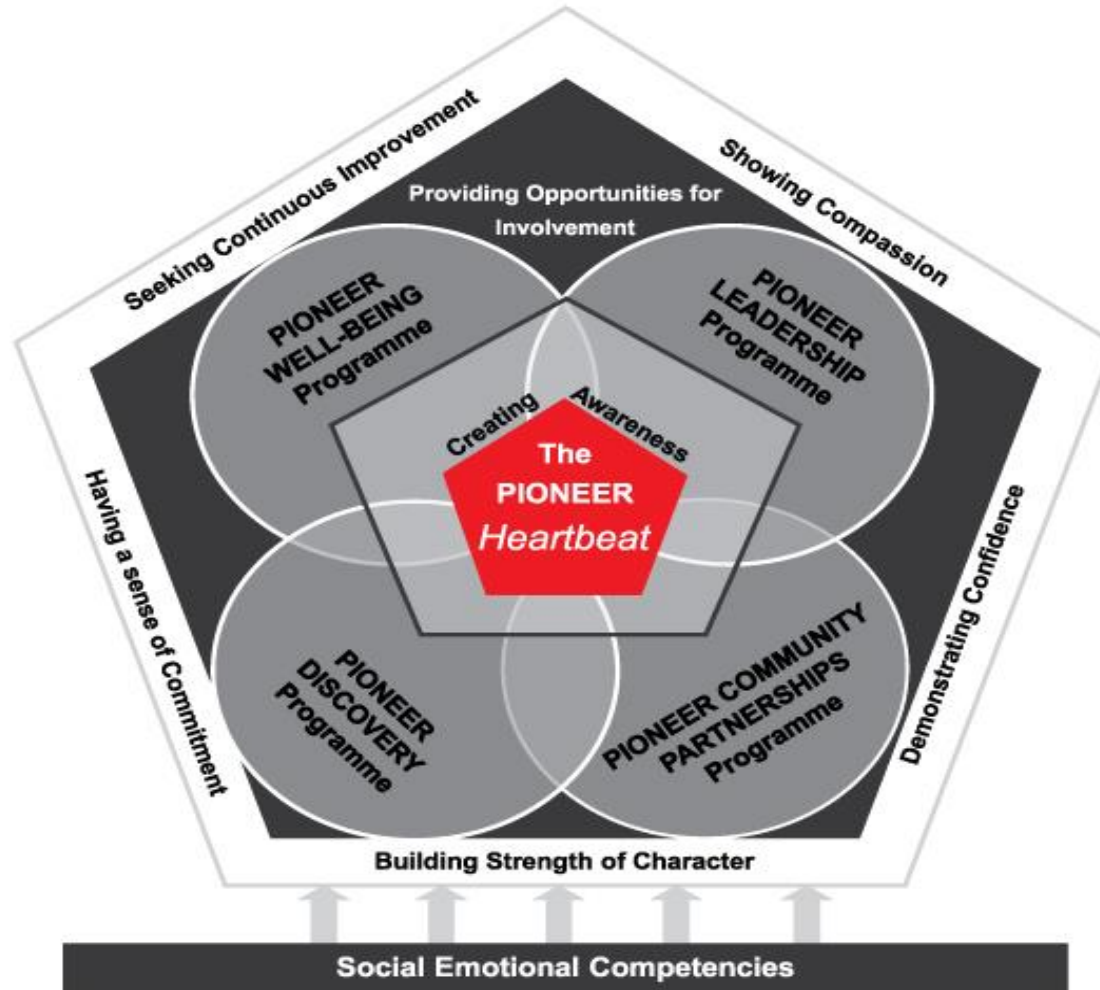 Seeking Continuous Improvement
Showing Compassion
Providing Opportunities for
Involvement
PIONEER
WELL-BEING
Programme
PIONEER
LEADERSHIP
Programme
Creating Awareness
The
PIONEER
Heartbeat
Having a sense of Commitment
Demonstrating Confidence
PIONEER
DISCOVERY
Programme
PIONEER COMMUNITY
PARTNERSHIPS
Programme
Building Strength of Character
Social Emotional Competencies